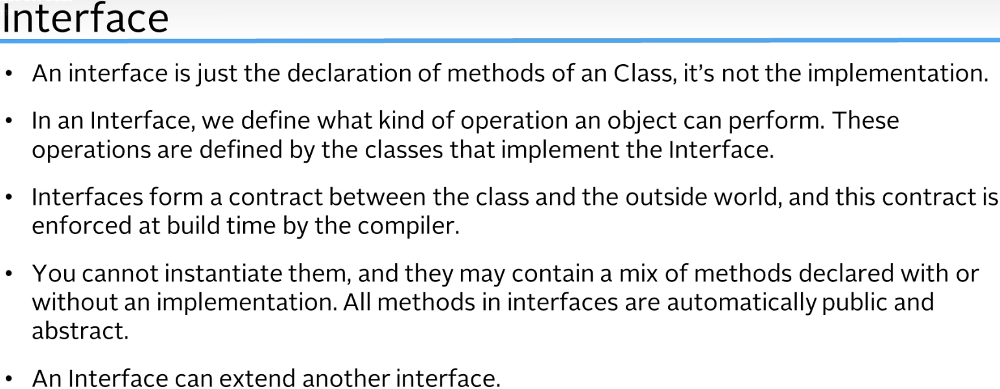 Interface
• An interface is just the declaration of methods of an Class, it's not the implementation.
• In an Interface, we define what kind of operation an object can perform. These
operations are defined by the classes that implement the Interface.
• Interfaces form a contract between the class and the outside world, and this contract is
enforced at build time by the compiler.
• You cannot instantiate them, and they may contain a mix of methods declared with or
without an implementation. All methods in interfaces are automatically public and
abstract.
• An Interface can extend another interface.